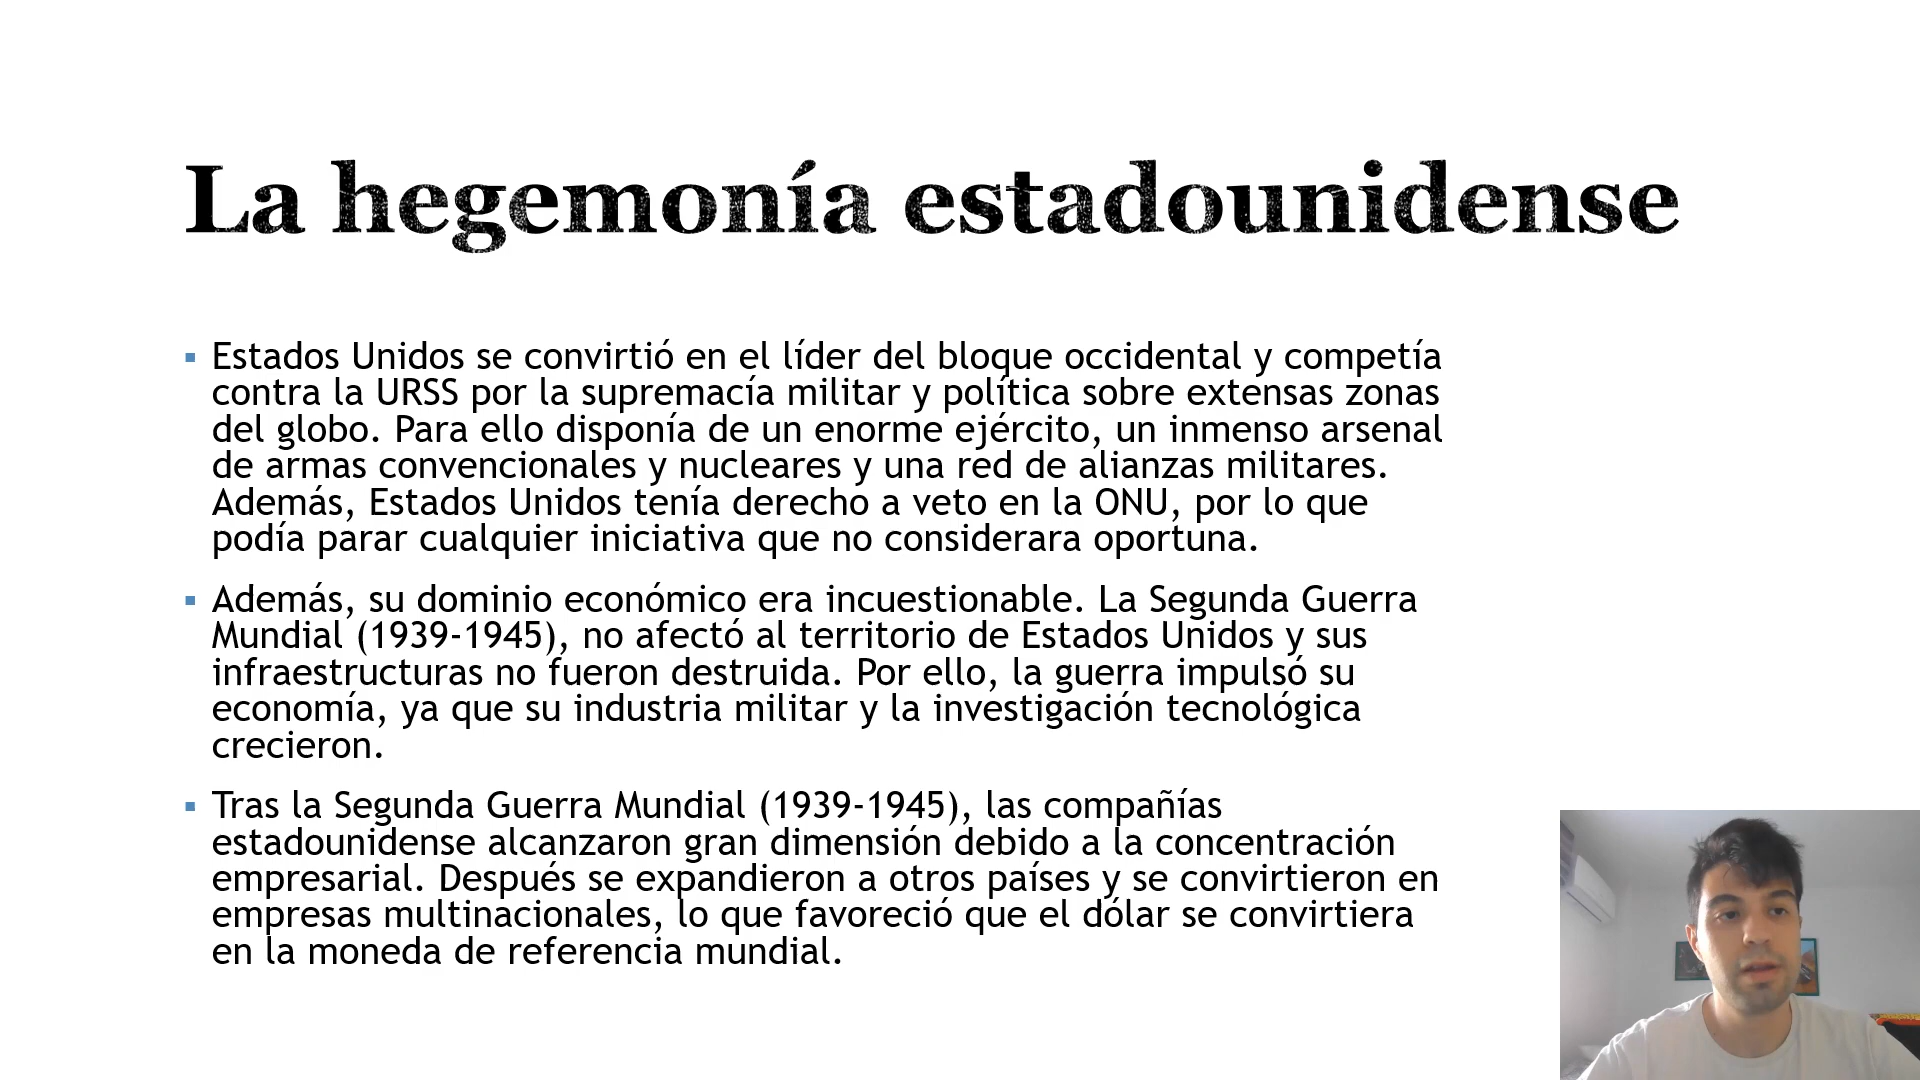 La hegemonía estadounidense
▪ Estados Unidos se convirtió en el líder del bloque occidental y competía
contra la URSS por la supremacía militar y política sobre extensas zonas
del globo. Para ello disponía de un enorme ejército, un inmenso arsenal
de armas convencionales y nucleares y una red de alianzas militares.
Además, Estados Unidos tenía derecho a veto en la ONU, por lo que
podía parar cualquier iniciativa que no considerara oportuna.
▪ Además, su dominio económico era incuestionable. La Segunda Guerra
Mundial (1939-1945), no afectó al territorio de Estados Unidos y sus
infraestructuras no fueron destruida. Por ello, la guerra impulsó su
economía, ya que su industria militar y la investigación tecnológica
crecieron.
▪ Tras la Segunda Guerra Mundial (1939-1945), las compañías
estadounidense alcanzaron gran dimensión debido a la concentración
empresarial. Después se expandieron a otros países y se convirtieron en
empresas multinacionales, lo que favoreció que el dólar se convirtiera
en la moneda de referencia mundial.